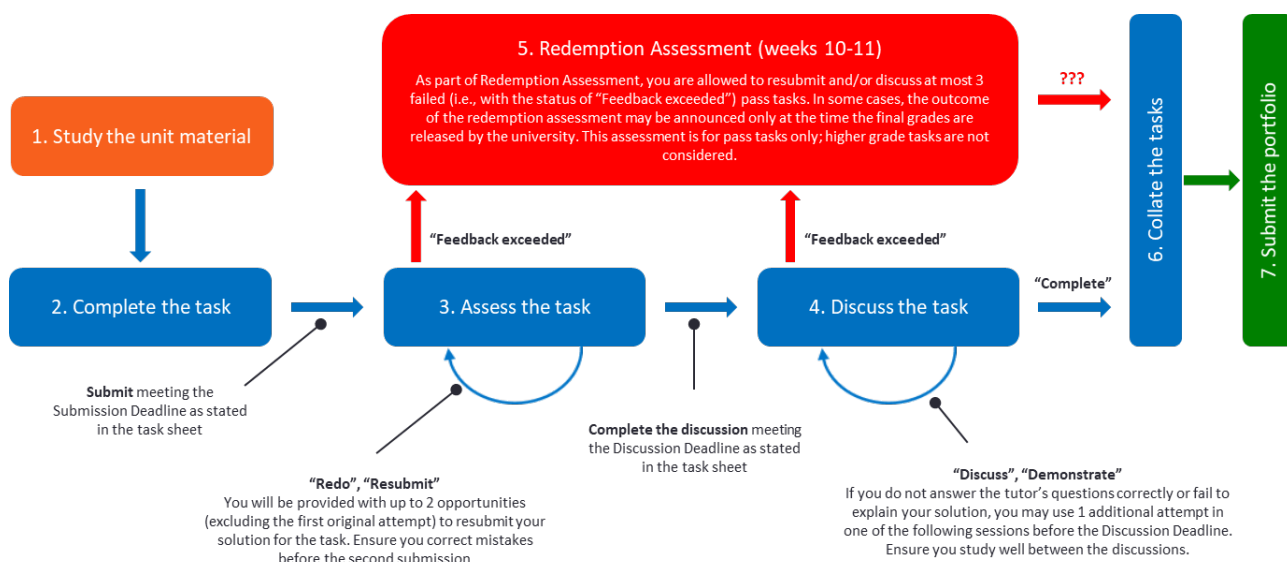 5. Redemption Assessment (weeks 10-11)
As part of Redemption Assessment, you are allowed to resubmit and/or discuss at most 3
failed (i.e., with the status of “Feedback exceeded”) pass tasks. In some cases, the outcome
of the redemption assessment may be announced only at the time the final grades are
released by the university. This assessment is for pass tasks only; higher grade tasks are not
considered.
???
1. Study the unit material
6. Collate the tasks
7. Submit the portfolio
“Feedback exceeded”
“Feedback exceeded”
2. Complete the task
3. Assess the task
4. Discuss the task
“Complete”
Submit meeting the
Submission Deadline as stated
in the task sheet
Complete the discussion meeting
the Discussion Deadline as stated
in the task sheet
“Redo”, “Resubmit”
You will be provided with up to 2 opportunities
(excluding the first original attempt) to resubmit your
solution for the task. Ensure you correct mistakes
before the second submission
“Discuss”, “Demonstrate”
If you do not answer the tutor’s questions correctly or fail to
explain your solution, you may use 1 additional attempt in
one of the following sessions before the Discussion Deadline.
Ensure you study well between the discussions.